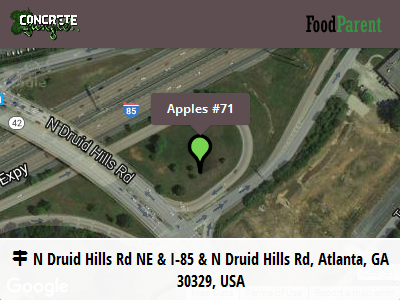 CONCRETE
Jungle
FoodParent
85
Apples #71
42
N Druid Hills Rd
Expy
N Druid Hills Rd NE & I-85 & N Druid Hills Rd, Atlanta, GA
30329, USA
Google